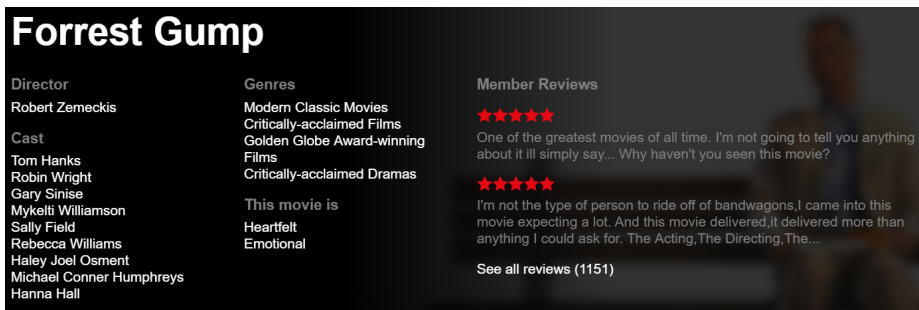 Forrest Gump
Director
Robert Zemeckis
Cast
Tom Hanks
Robin Wright
Gary Sinise
Mykelti Williamson
Sally Field
Rebecca Williams
Haley Joel Osment
Michael Conner Humphreys
Hanna Hall
Genres
Modern Classic Movies
Critically-acclaimed Films
Golden Globe Award-winning
Films
Critically-acclaimed Dramas
This movie is
Heartfelt
Emotional
Member Reviews
One of the greatest movies of all time. I'm not going to tell you anything
about it ill simply say... Why haven't you seen this movie?
I'm not the type of person to ride off of bandwagons,I came into this
movie expecting a lot. And this movie delivered,it delivered more than
anything I could ask for. The Acting,The Directing,The...
See all reviews (1151)